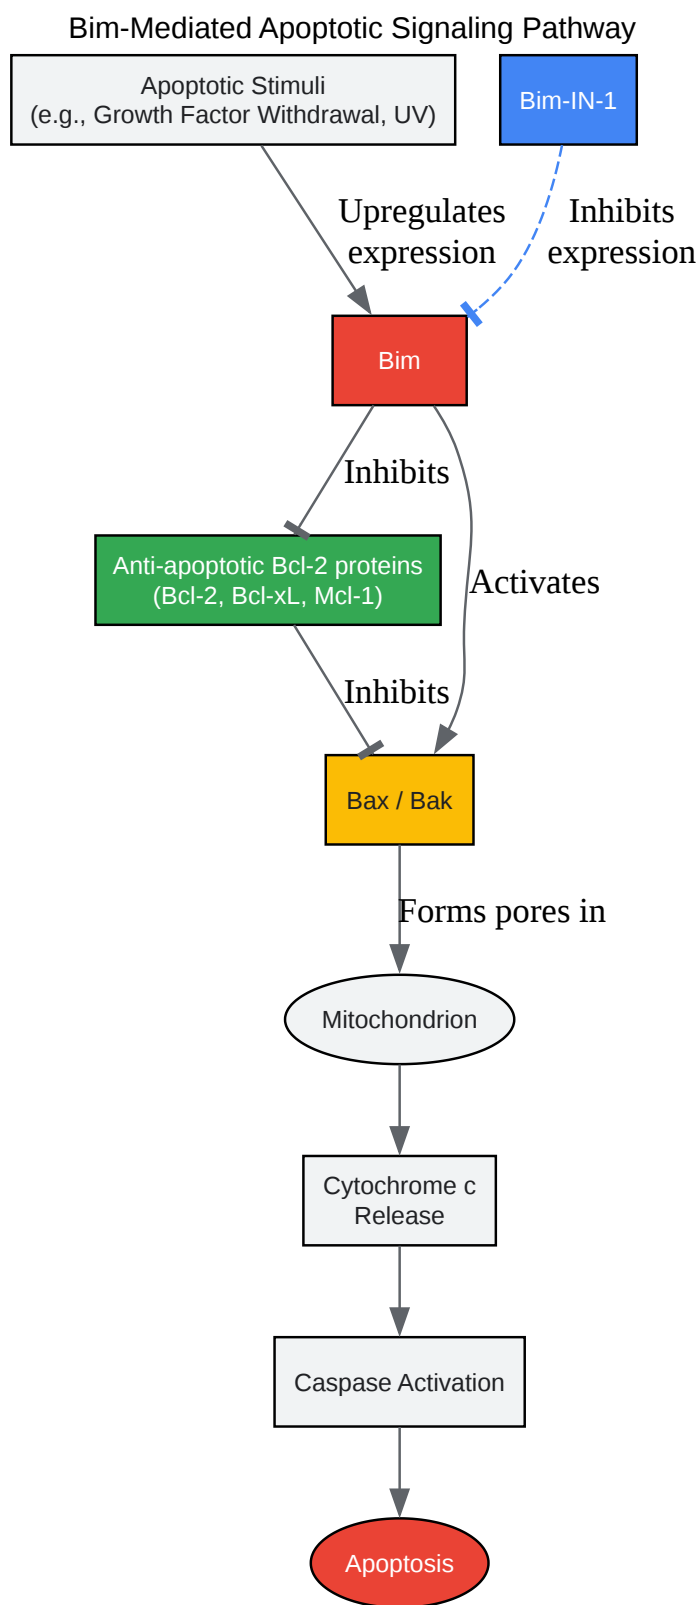 Bim-Mediated Apoptotic Signaling Pathway
Apoptotic Stimuli
(e.g., Growth Factor Withdrawal, UV)
Bim-IN-1
Upregulates
expression
Inhibits
expression
Bim
Inhibits
Anti-apoptotic Bcl-2 proteins
(Bcl-2, Bcl-xL, Mcl-1)
Activates
Inhibits
Bax / Bak
Forms pores in
Mitochondrion
Cytochrome c
Release
Caspase Activation
Apoptosis